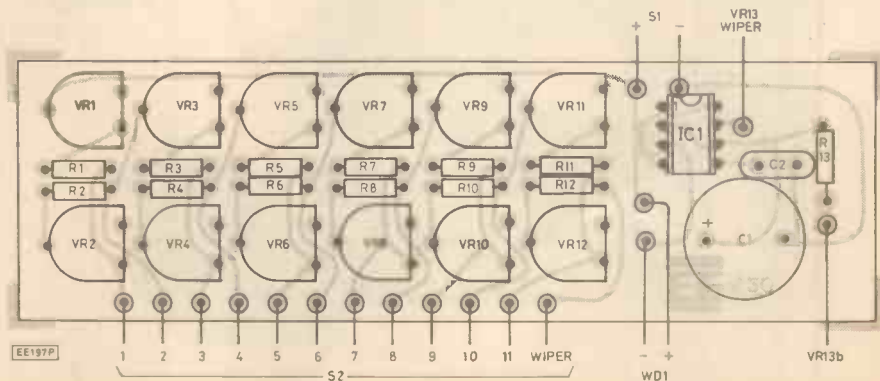 S1
VR13
WIPER
+ -
VR1 VR3 VR5 VR7 VR9 VR11
IC1
R1 R3 R5 R7 R9 R11
R2 R4 R6 R8 R10 R12
C2
R
13
VR2 VR4 VR6 VR10 VR12
+ C1
1 2 3 4 5 6 7 8 9 10 11 WIPER
- +
VR13b
EE197P
S2
WD1